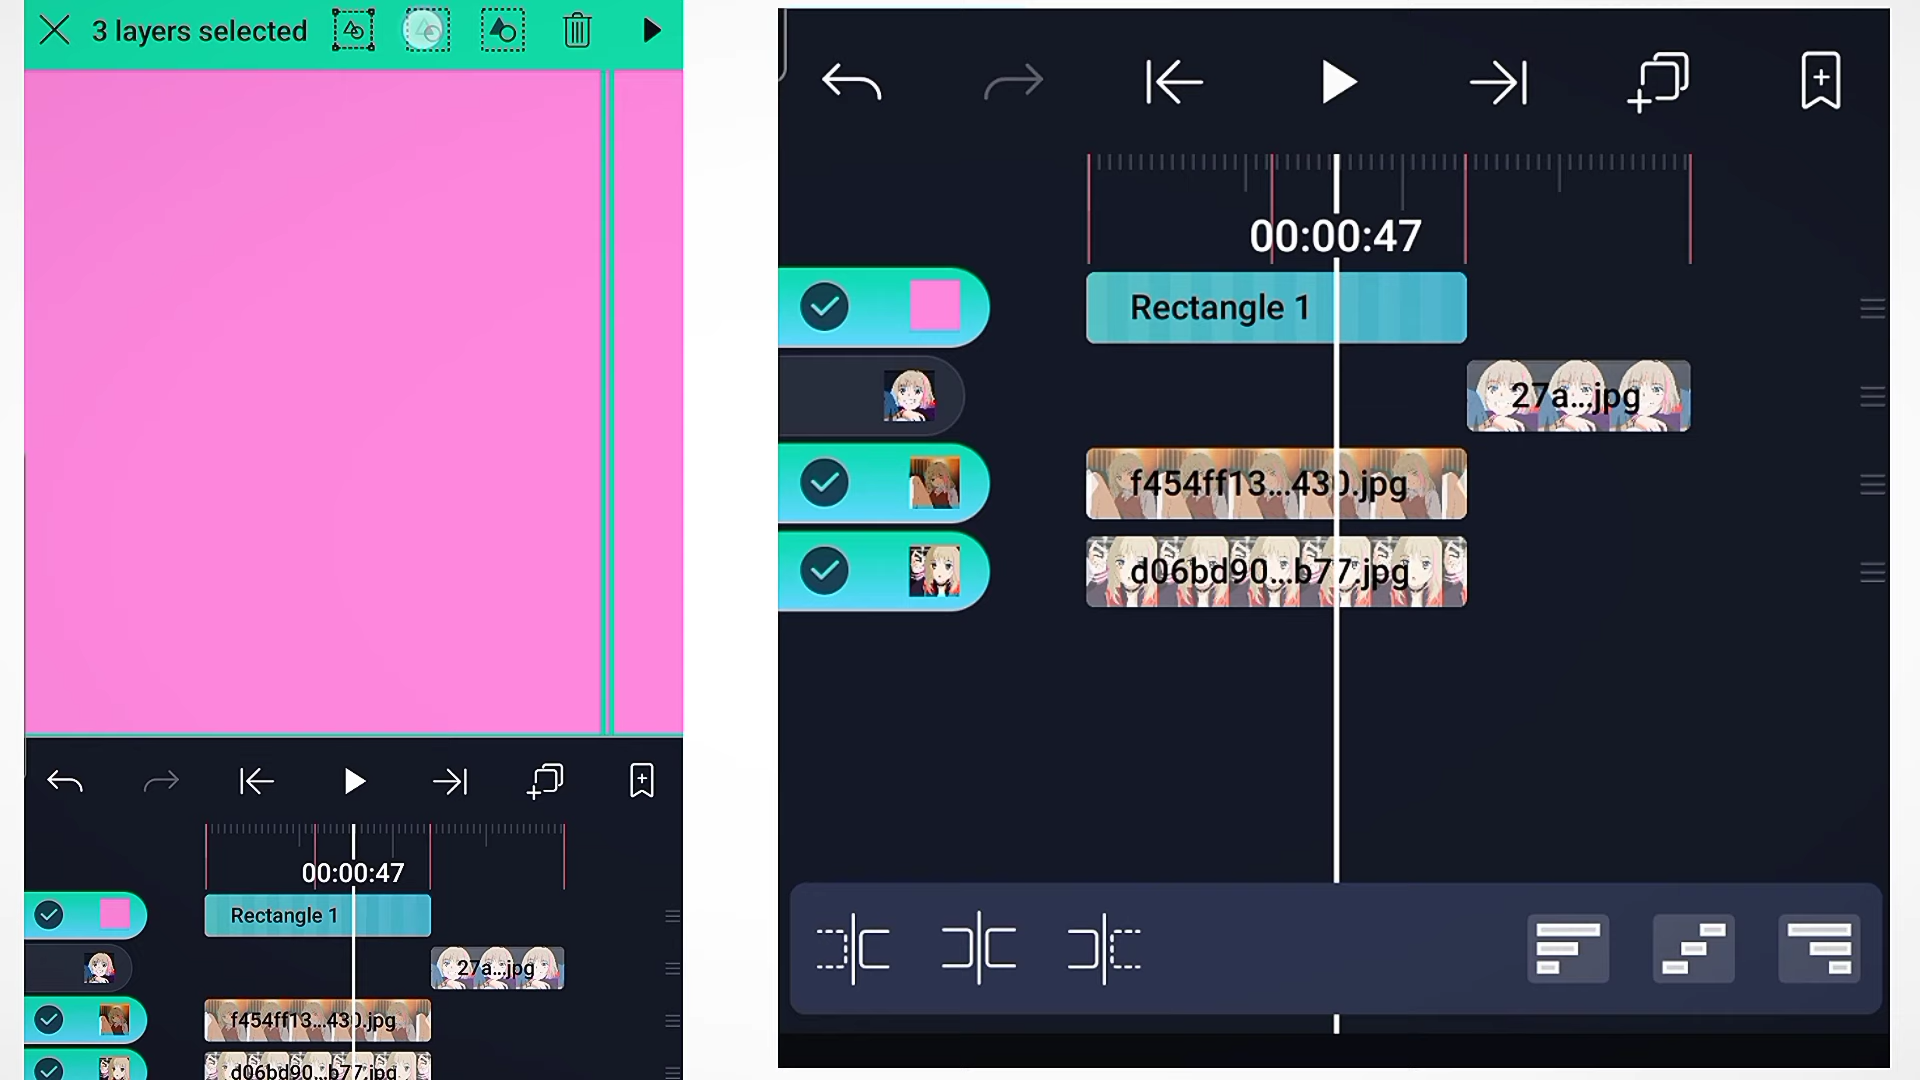 3 layers selected
00:00:47
Rectangle 1
27a...jpg
f454ff13...430.jpg
d06bd90...b77.jpg
00:00:47
Rectangle 1
27a...jpg
f454ff13...430.jpg
d06bd90...b77.jpg